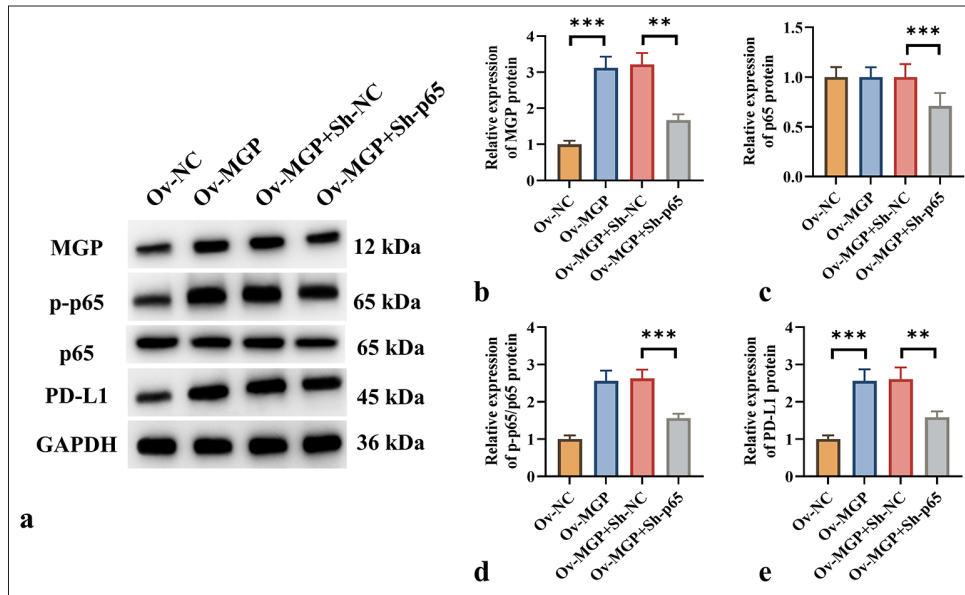 Ov-NC
Ov-MGP
Ov-MGP+Sh-NC
Ov-MGP+Sh-p65
MGP
12 kDa
p-p65
65 kDa
p65
65 kDa
PD-L1
45 kDa
GAPDH
36 kDa
a
Relative expression
of MGP protein
4
3
2
1
0
***
**
Ov-NC
Ov-MGP
Ov-MGP+Sh-NC
Ov-MGP+Sh-p65
b
Relative expression
of p65 protein
1.5
1.0
0.5
0.0
***
Ov-NC
Ov-MGP
Ov-MGP+Sh-NC
Ov-MGP+Sh-p65
c
Relative expression
of p-p65/p65 protein
4
3
2
1
0
***
Ov-NC
Ov-MGP
Ov-MGP+Sh-NC
Ov-MGP+Sh-p65
d
Relative expression
of PD-L1 protein
4
3
2
1
0
***
**
Ov-NC
Ov-MGP
Ov-MGP+Sh-NC
Ov-MGP+Sh-p65
e